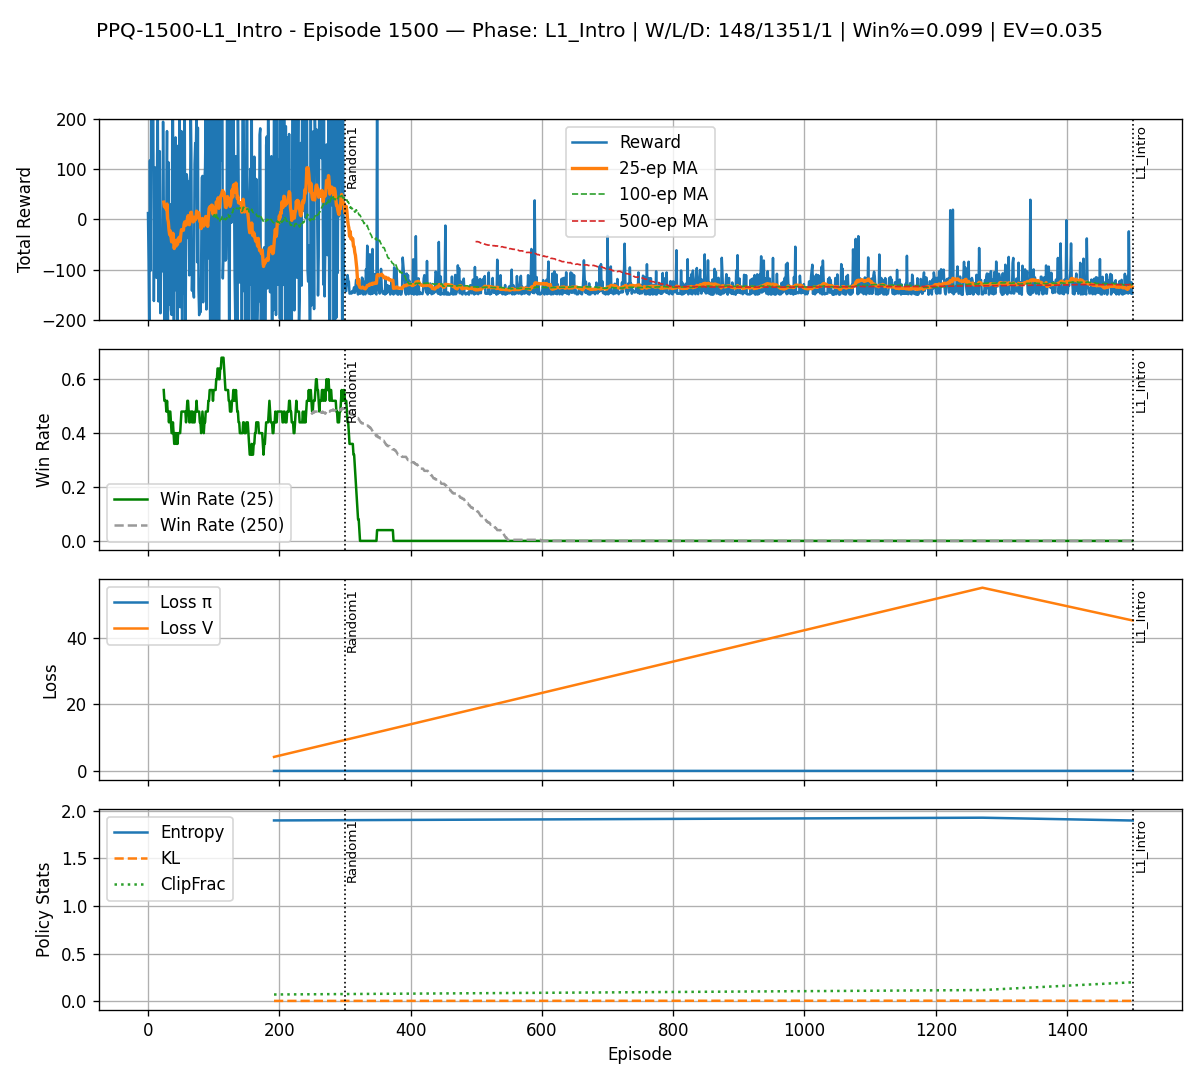 PPQ-1500-L1_Intro - Episode 1500 — Phase: L1_Intro | W/L/D: 148/1351/1 | Win%=0.099 | EV=0.035
Total Reward
200
100
0
−100
−200
Random1
L1_Intro
Reward
25-ep MA
100-ep MA
500-ep MA
Win Rate
0.6
0.4
0.2
0.0
Random1
L1_Intro
Win Rate (25)
Win Rate (250)
Loss
40
20
0
Random1
L1_Intro
Loss π
Loss V
Policy Stats
2.0
1.5
1.0
0.5
0.0
Random1
L1_Intro
Entropy
KL
ClipFrac
0 200 400 600 800 1000 1200 1400
Episode